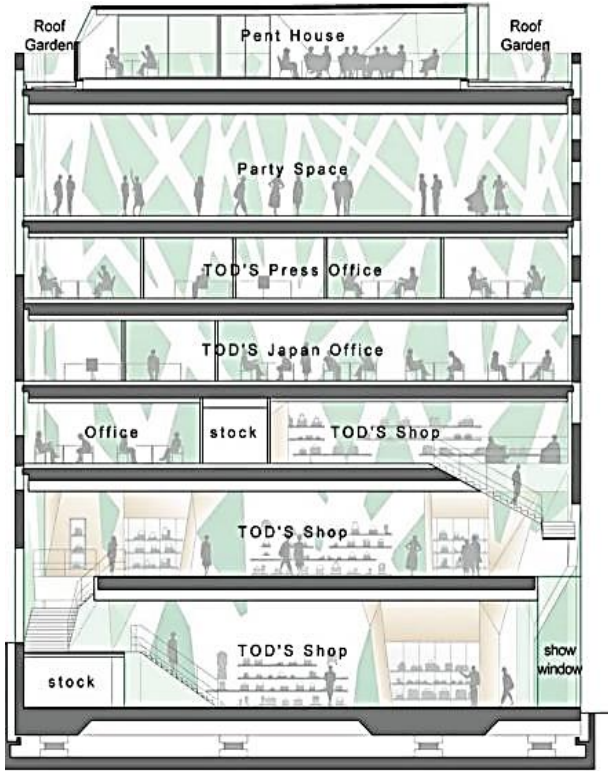 Roof
Garden
Pent House
Roof
Garden
Party Space
TOD'S Press Office
TOD'S Japan Office
Office
stock
TOD'S Shop
TOD'S Shop
TOD'S Shop
show
window
stock